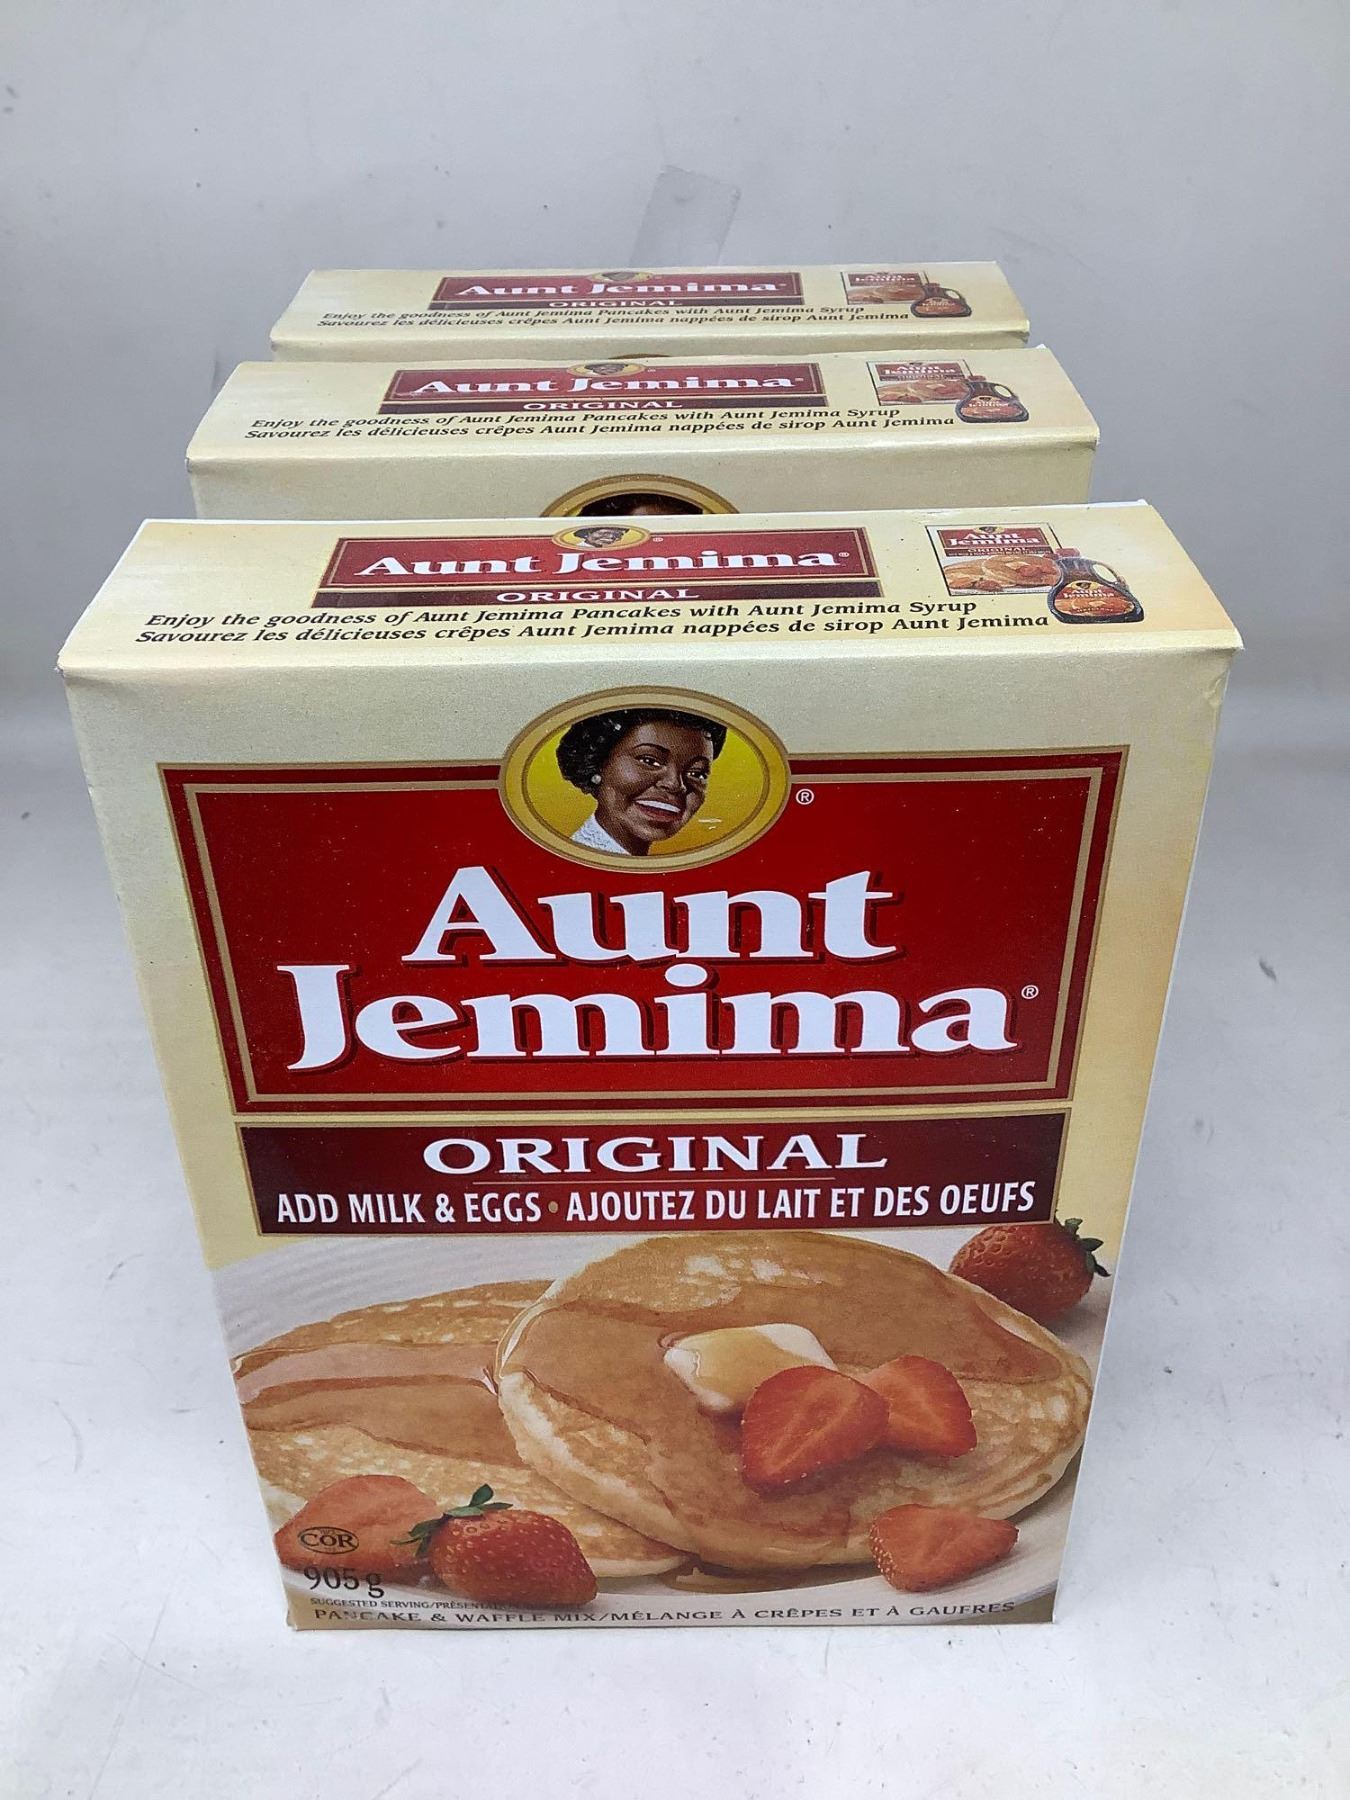 Aunt Jemima
ORIGINAL
Enjoy the goodness of Aunt Jemima Pancakes with Aunt Jemima Syrup
Savourez les délicieuses crêpes Aunt Jemima nappées de sirop Aunt Jemima
Aunt Jemima
ORIGINAL
Enjoy the goodness of Aunt Jemima Pancakes with Aunt Jemima Syrup
Savourez les délicieuses crêpes Aunt Jemima nappées de sirop Aunt Jemima
Aunt Jemima®
ORIGINAL
Enjoy the goodness of Aunt Jemima Pancakes with Aunt Jemima Syrup
Savourez les délicieuses crêpes Aunt Jemima nappées de sirop Aunt Jemima
Aunt
Jemima
ORIGINAL
®
Aunt
Jemima®
ORIGINAL
ADD MILK & EGGS • AJOUTEZ DU LAIT ET DES OEUFS
COR
905 g
SUGGESTED SERVING/
PANCAKE & WAFFLE MIX/MÉLANGE À CRÊPES ET À GAUFRES